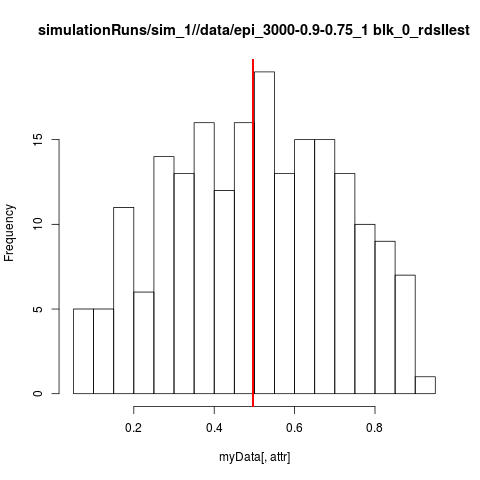 simulationRuns/sim_1//data/epi_3000-0.9-0.75_1 blk_0_rdsIlest
Frequency
15
10
5
0
0.2 0.4 0.6 0.8
myData[, attr]